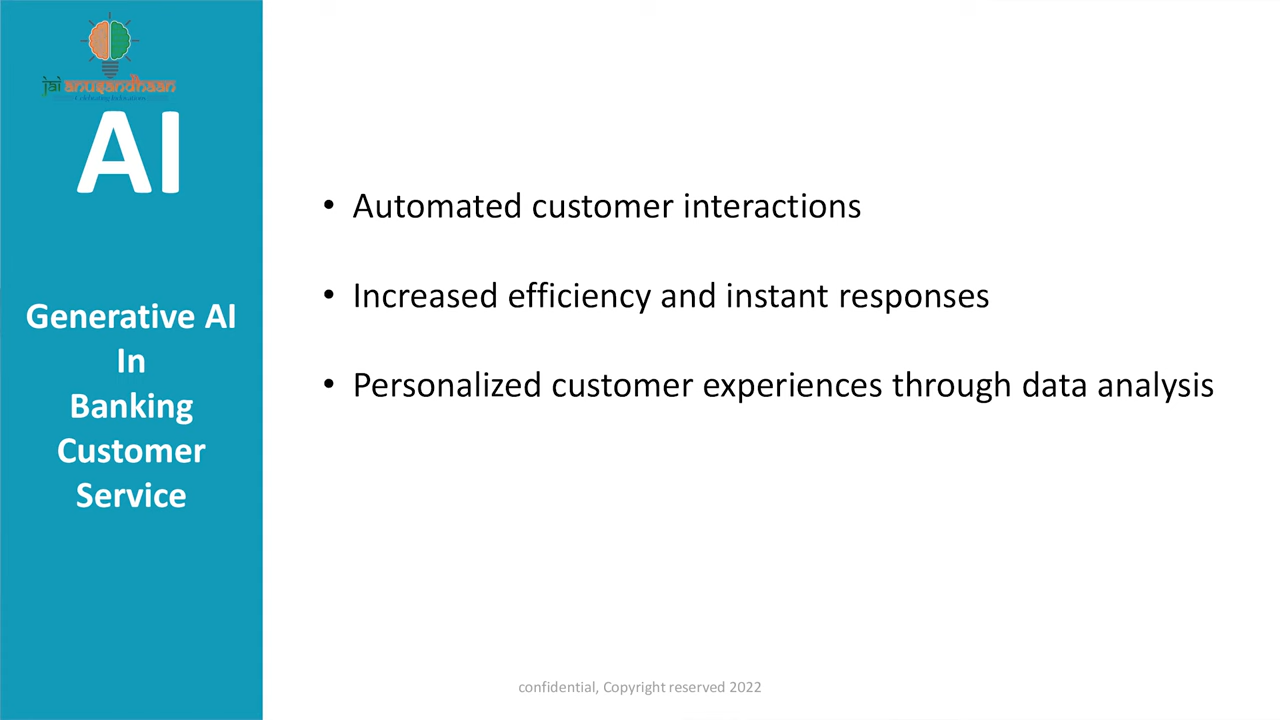 jai anusandhaan
AI
Generative AI
In
Banking
Customer
Service
• Automated customer interactions
• Increased efficiency and instant responses
• Personalized customer experiences through data analysis
confidential, Copyright reserved 2022